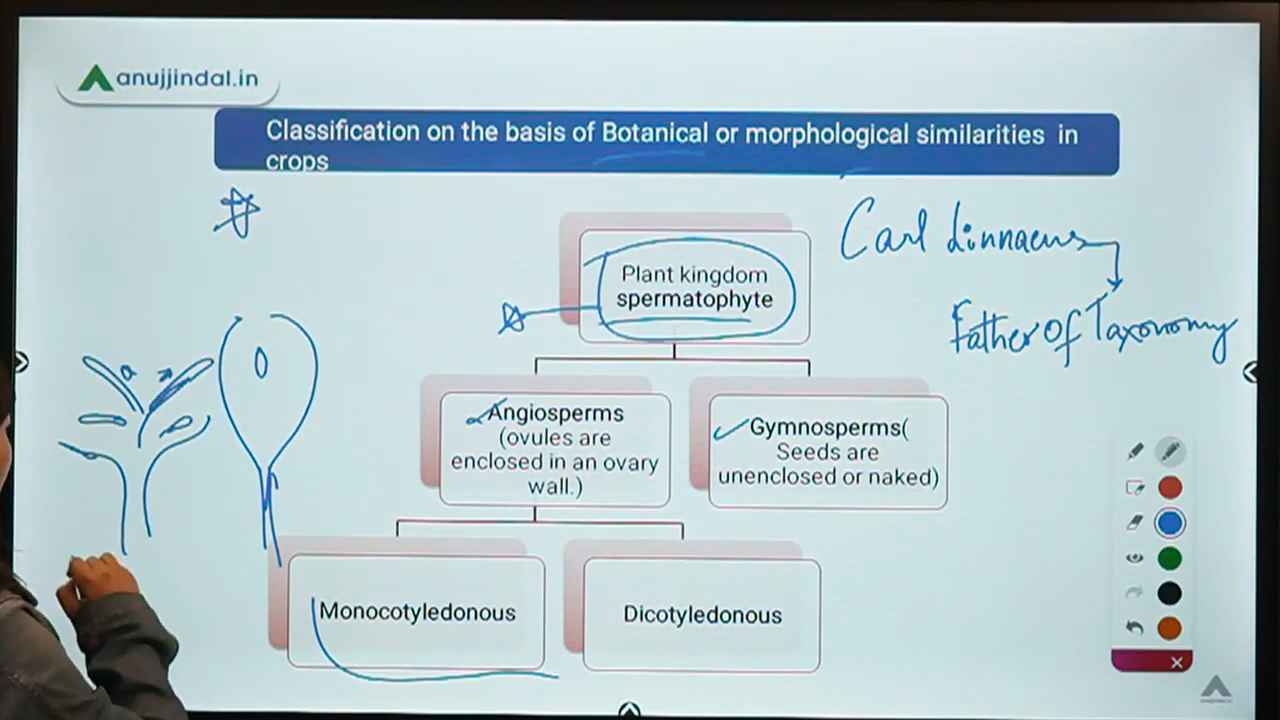 anujjindal.in
Classification on the basis of Botanical or morphological similarities in
crops
Carl Linnaeus
Father Of Taxonomy
Plant kingdom
spermatophyte
Angiosperms
(ovules are
enclosed in an ovary
wall.)
Gymnosperms(
Seeds are
unenclosed or naked)
Monocotyledonous
Dicotyledonous